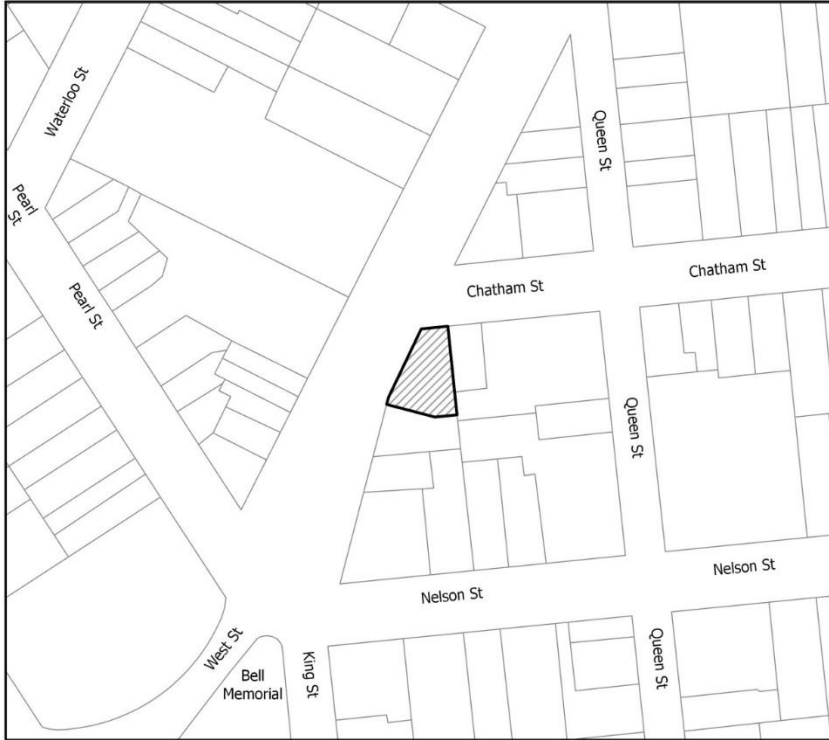 Waterloo St
Queen St
Pearl
St
Chatham St
Chatham St
Pearl St
Queen St
Nelson St
Nelson St
West St
King St
Queen St
Bell
Memorial